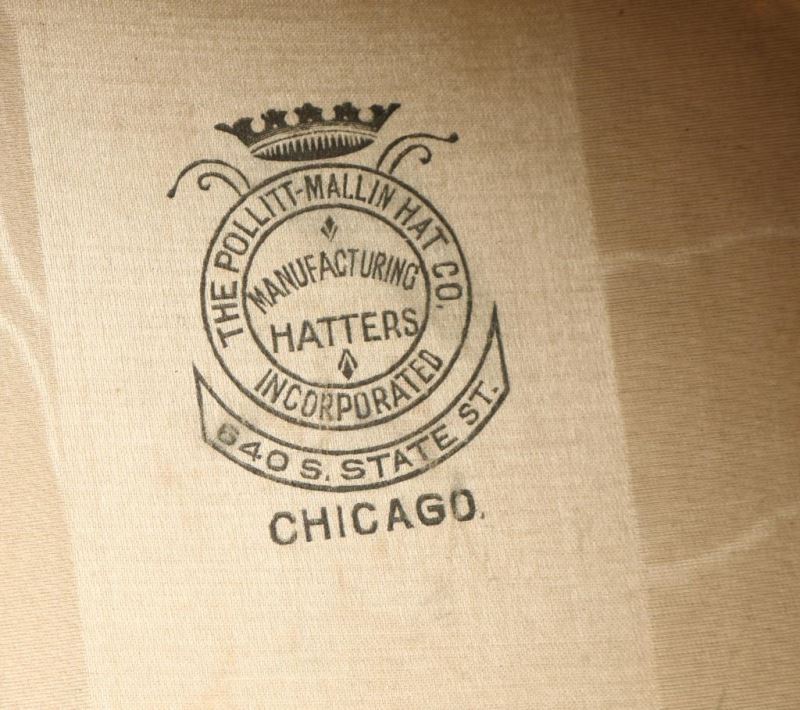 THE POLLITT-MALLIN HAT CO.
MANUFACTURING
HATTERS
INCORPORATED
640 S. STATE ST.
CHICAGO.